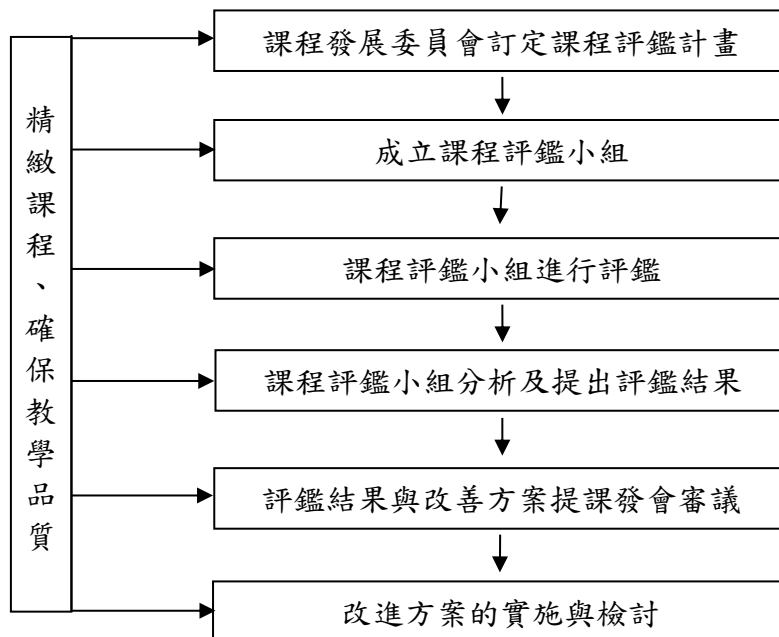 精緻課程、確保教學品質
課程發展委員會訂定課程評鑑計畫
成立課程評鑑小組
課程評鑑小組進行評鑑
課程評鑑小組分析及提出評鑑結果
評鑑結果與改善方案提課發會審議
改進方案的實施與檢討